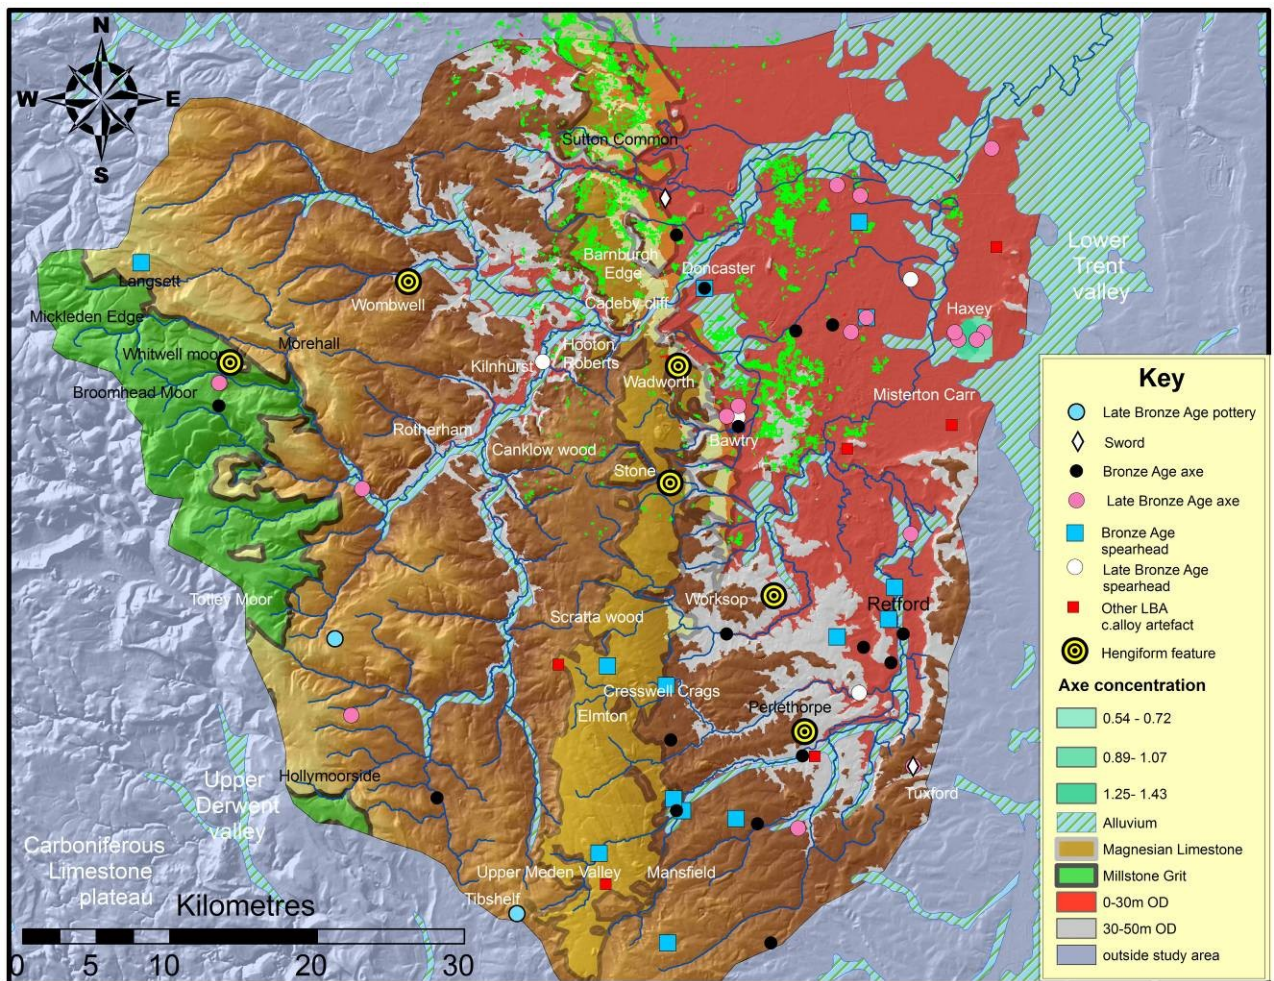 N
W
E
S
Sutton Common
Barnburgh
Edge
Doncaster
Lower
Trent
valley
Langsett
Wombwell
Cadeby cliff
Haxey
Mickleden Edge
Morehall
Hooton
Roberts
Whitwell moor
Kilnhurst
Wadworth
Broomhead Moor
Misterton Carr
Rotherham
Canklow wood
Bawtry
Stone
Totley Moor
Scratta wood
Worksop
Retford
Cresswell Crags
Elmton
Perlethorpe
Hollymoorside
Upper
Derwent
valley
Tuxford
Carboniferous
Limestone
plateau
Upper Meden Valley
Mansfield
Tibshelf
Kilometres
0 5 10 20 30
Key
Late Bronze Age pottery
Sword
Bronze Age axe
Late Bronze Age axe
Bronze Age
spearhead
Late Bronze Age
spearhead
Other LBA
c.alloy artefact
Hengiform feature
Axe concentration
0.54 - 0.72
0.89- 1.07
1.25- 1.43
Alluvium
Magnesian Limestone
Millstone Grit
0-30m OD
30-50m OD
outside study area